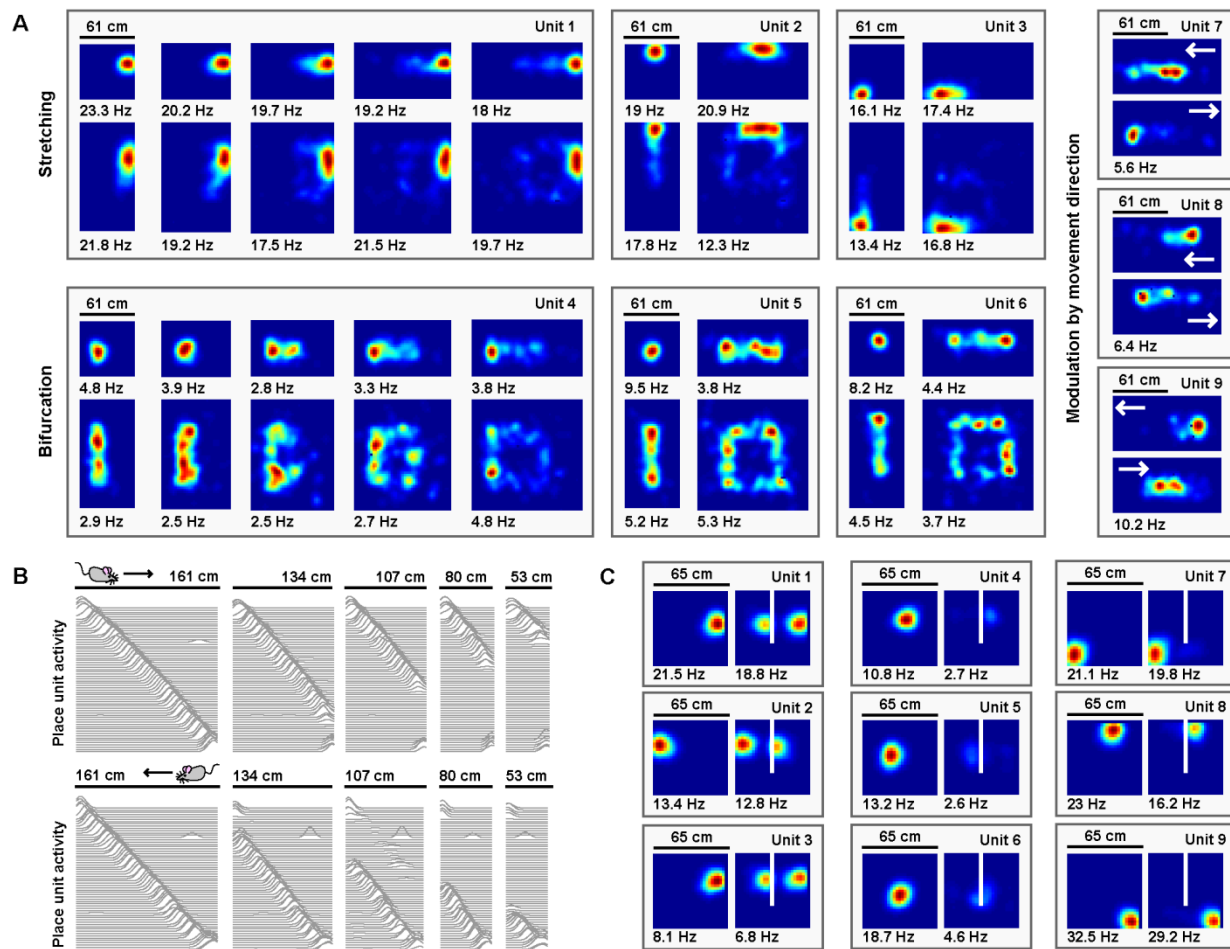 A
Stretching
61 cm Unit 1
23.3 Hz 20.2 Hz 19.7 Hz 19.2 Hz 18 Hz
21.8 Hz 19.2 Hz 17.5 Hz 21.5 Hz 19.7 Hz
61 cm Unit 2
19 Hz 20.9 Hz
17.8 Hz 12.3 Hz
61 cm Unit 3
16.1 Hz 17.4 Hz
13.4 Hz 16.8 Hz
Bifurcation
61 cm Unit 4
4.8 Hz 3.9 Hz 2.8 Hz 3.3 Hz 3.8 Hz
2.9 Hz 2.5 Hz 2.5 Hz 2.7 Hz 4.8 Hz
61 cm Unit 5
9.5 Hz 3.8 Hz
5.2 Hz 5.3 Hz
61 cm Unit 6
8.2 Hz 4.4 Hz
4.5 Hz 3.7 Hz
Modulation by movement direction
61 cm Unit 7
5.6 Hz
61 cm Unit 8
6.4 Hz
61 cm Unit 9
10.2 Hz
B
161 cm 134 cm 107 cm 80 cm 53 cm
Place unit activity
161 cm 134 cm 107 cm 80 cm 53 cm
Place unit activity
C
65 cm Unit 1
21.5 Hz 18.8 Hz
65 cm Unit 2
13.4 Hz 12.8 Hz
65 cm Unit 3
8.1 Hz 6.8 Hz
65 cm Unit 4
10.8 Hz 2.7 Hz
65 cm Unit 5
13.2 Hz 2.6 Hz
65 cm Unit 6
18.7 Hz 4.6 Hz
65 cm Unit 7
21.1 Hz 19.8 Hz
65 cm Unit 8
23 Hz 16.2 Hz
65 cm Unit 9
32.5 Hz 29.2 Hz